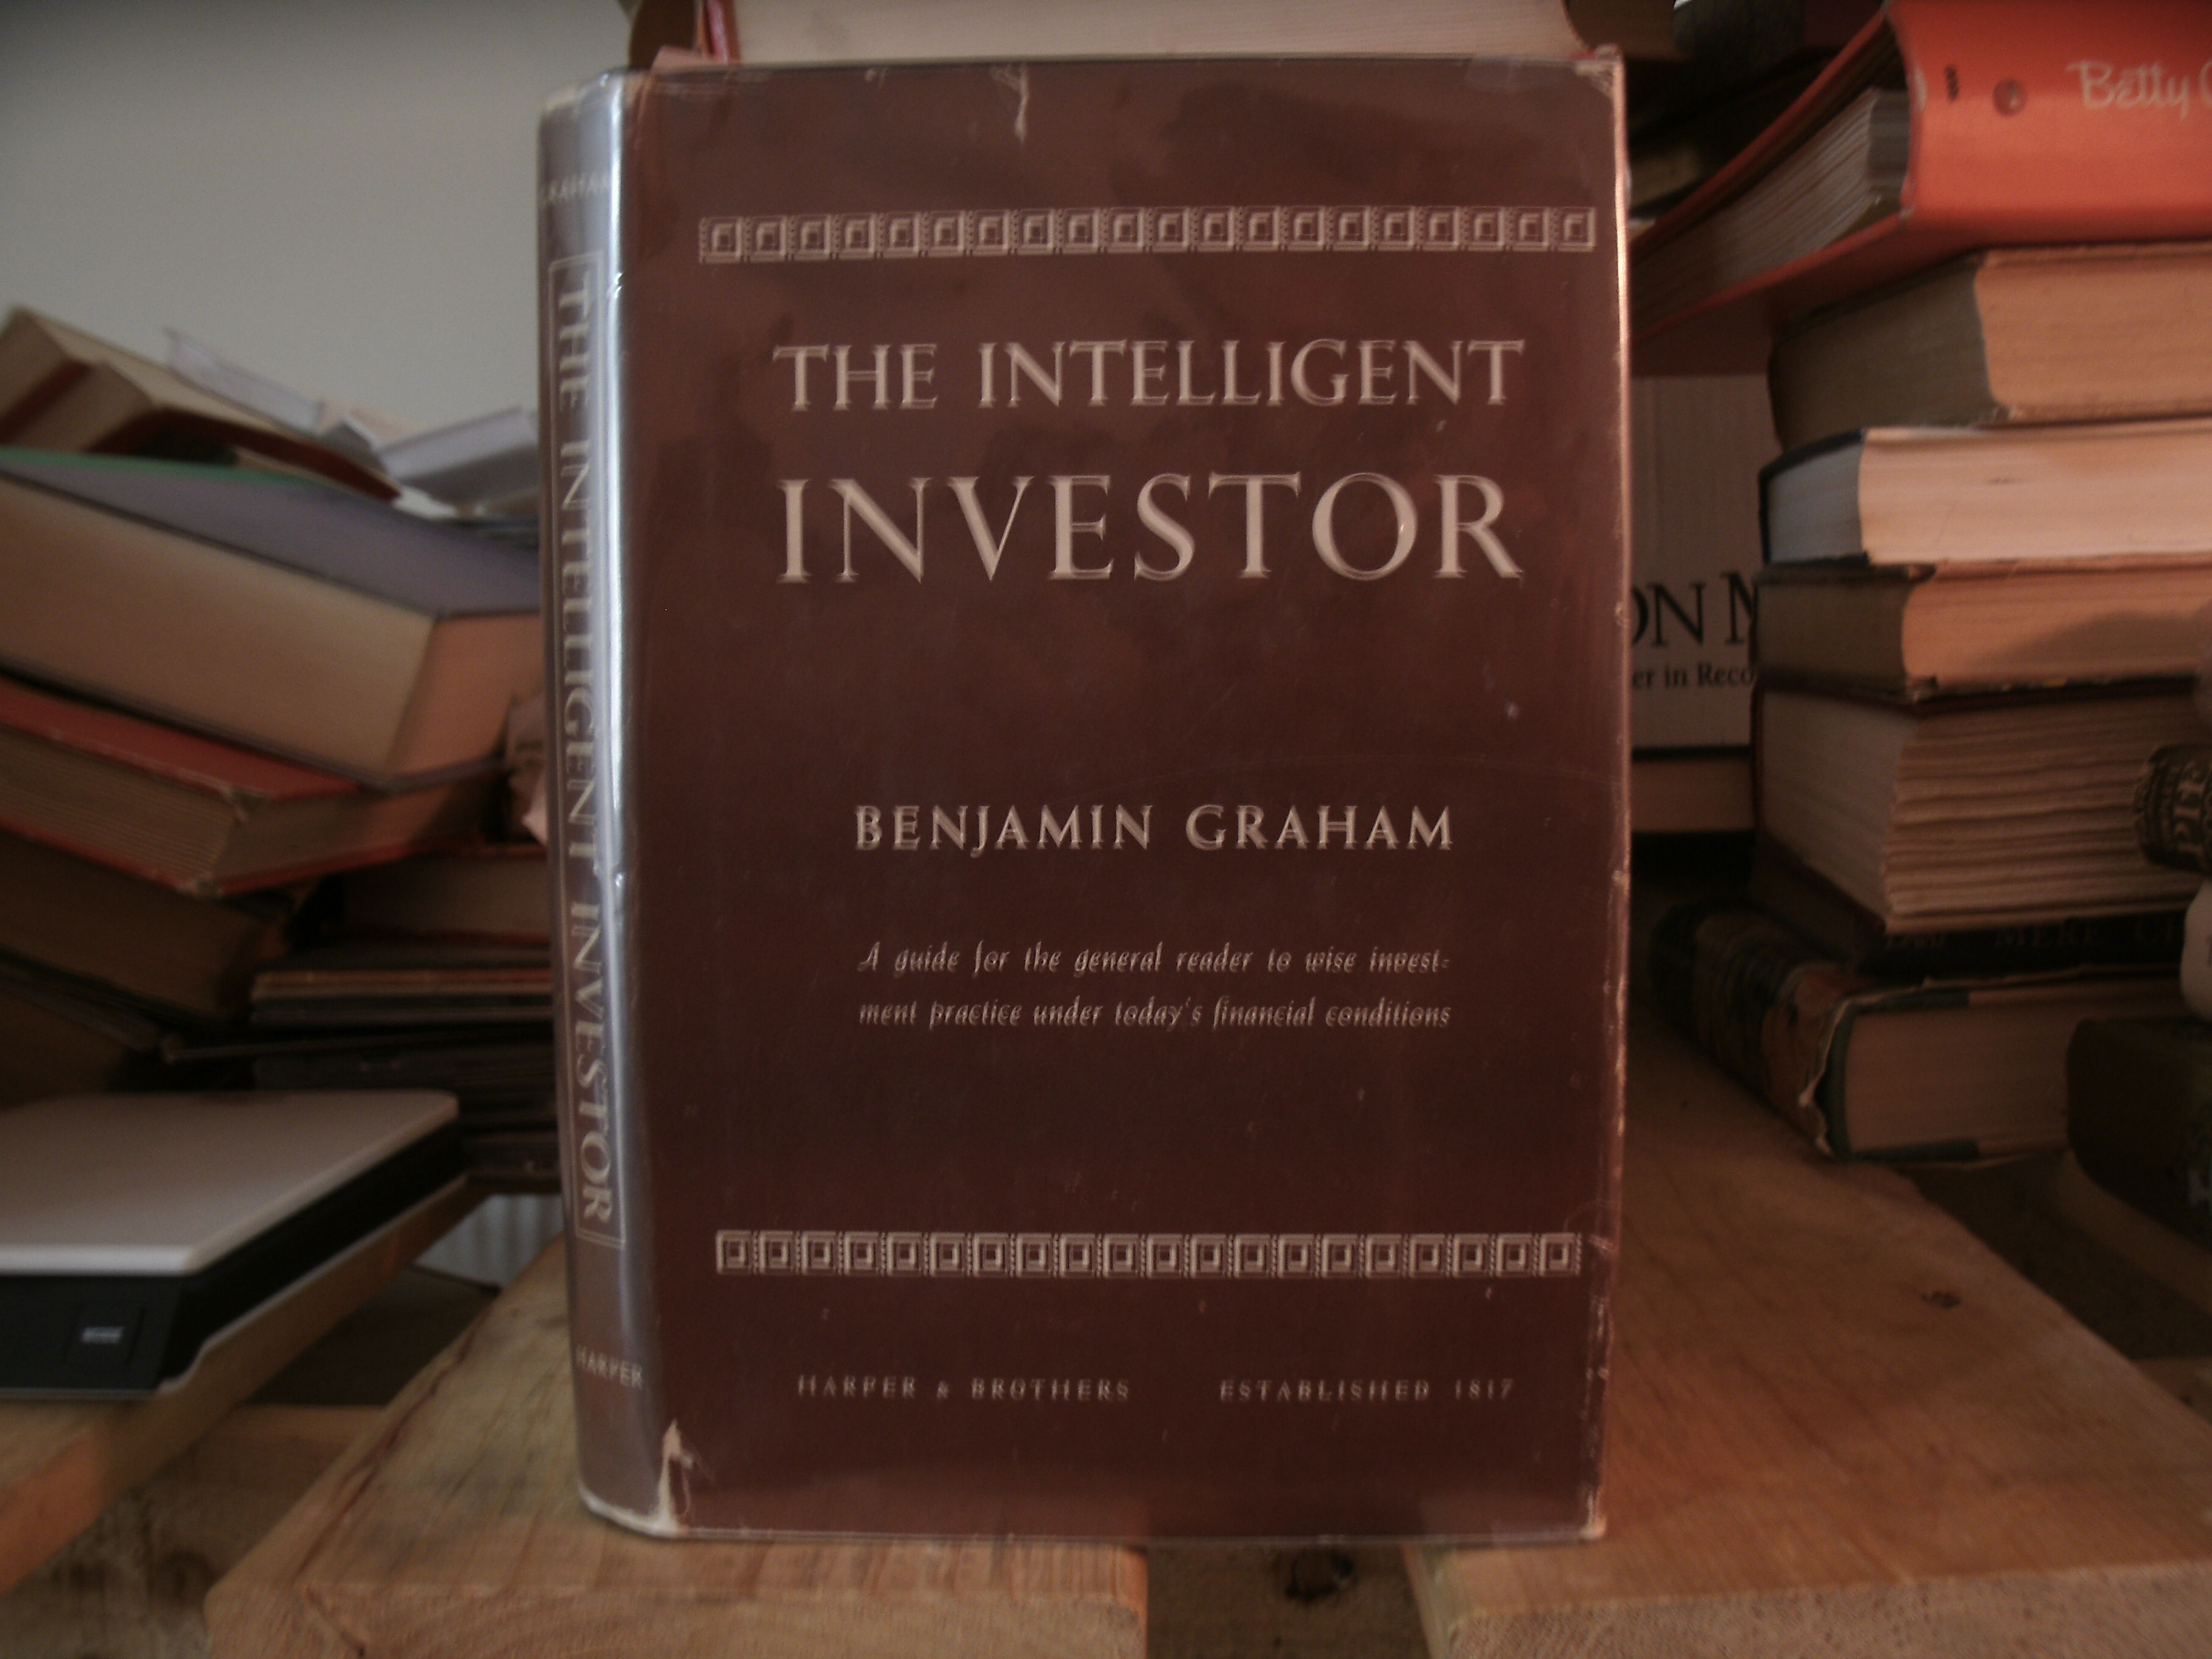 GRAHAM
THE INTELLIGENT INVESTOR
HARPER
THE INTELLIGENT
INVESTOR
BENJAMIN GRAHAM
A guide for the general reader to wise invest-
ment practice under today's financial conditions
HARPER & BROTHERS ESTABLISHED 1817
Betty
ON M
er in Reco
MERE